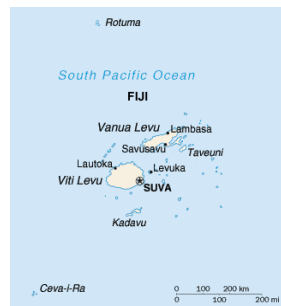 Rotuma
South Pacific Ocean
FIJI
Vanua Levu
Lambasa
Savusavu
Taveuni
Lautoka
Levuka
Viti Levu
SUVA
Kadavu
Ceva-i-Ra
0 100 200 km
0 100 200 mi